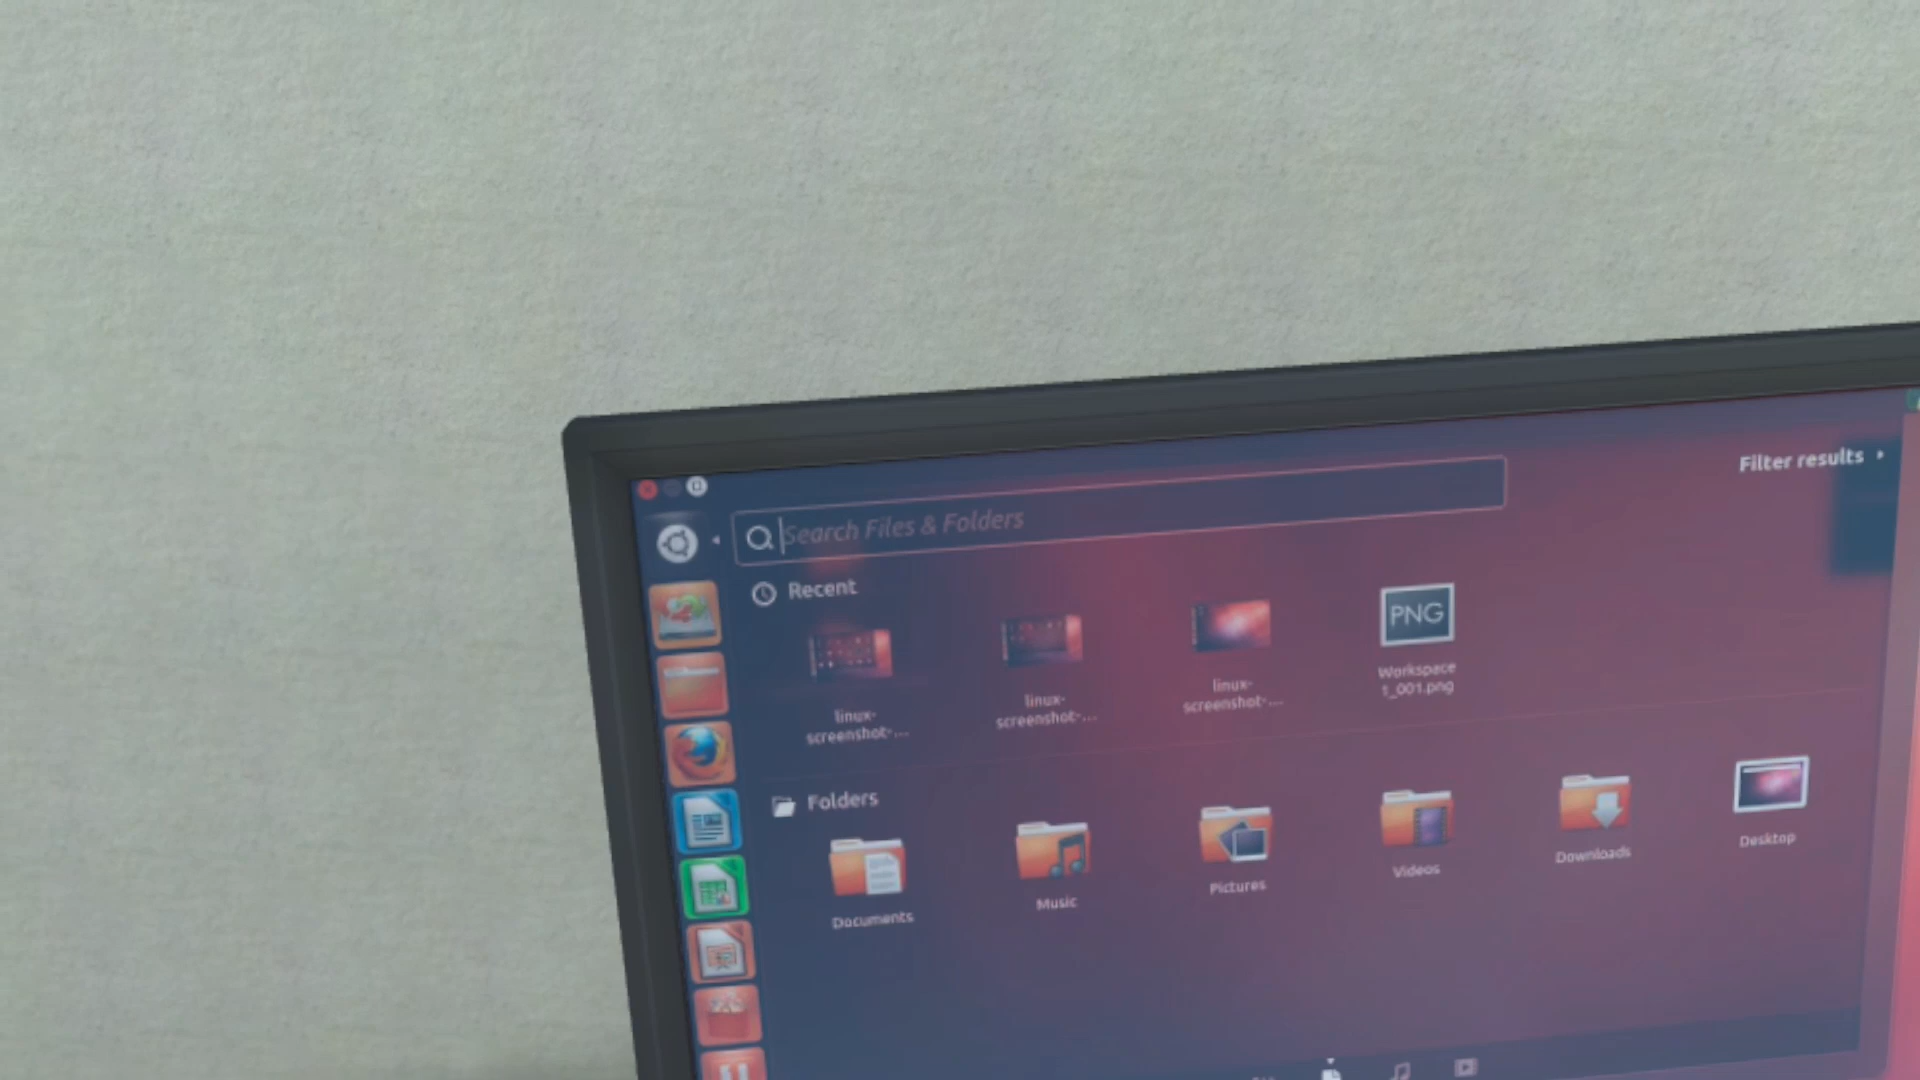 Filter results
Search Files & Folders
Recent
linux-
screenshot-...
linux-
screenshot-...
linux-
screenshot-...
PNG
Workspace
1_001.png
Folders
Documents
Music
Pictures
Videos
Downloads
Desktop